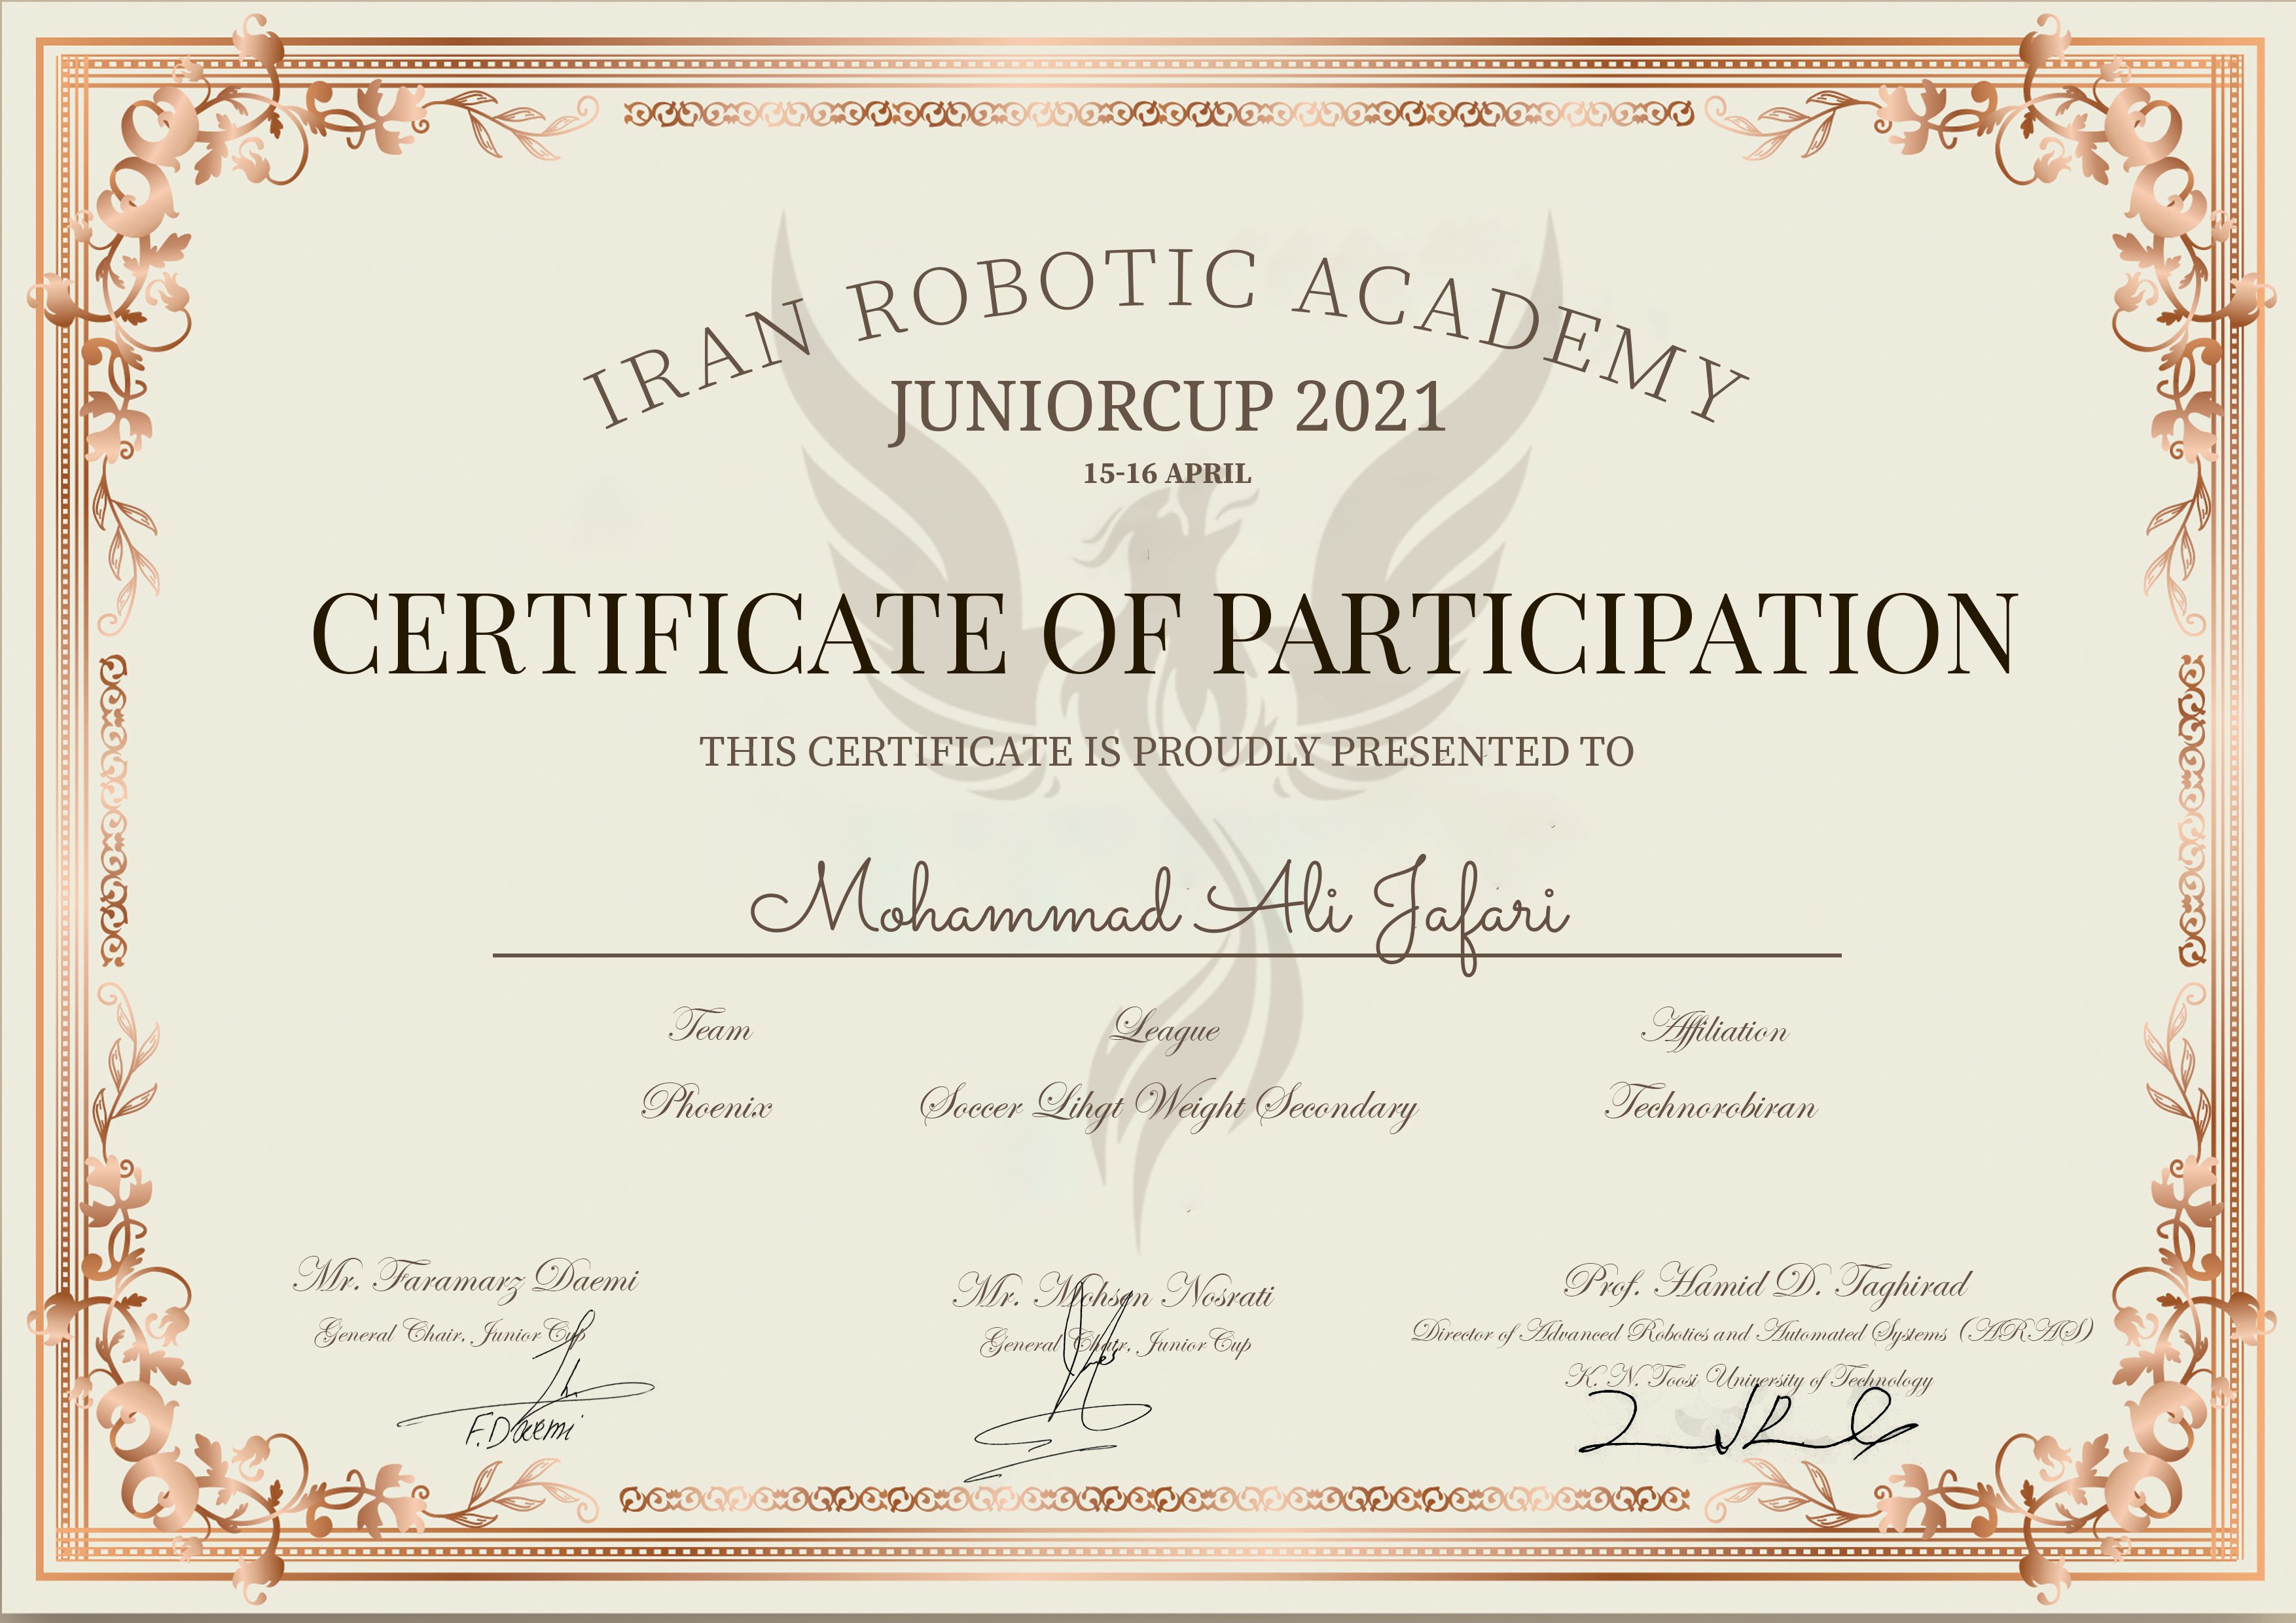 IRAN ROBOTIC ACADEMY
JUNIORCUP 2021
15-16 APRIL
CERTIFICATE OF PARTICIPATION
THIS CERTIFICATE IS PROUDLY PRESENTED TO
Mohammad Ali Jafari
Team League Affiliation
Phoenix Soccer Lihgt Weight Secondary Technorobiran
Mr. Faramarz Daemi Mr. Mohsen Nosrati Prof. Hamid D. Taghirad
General Chair, Junior Cup General Chair, Junior Cup Director of Advanced Robotics and Automated Systems (ARAS)
K. N. Toosi University of Technology
F.Daemi